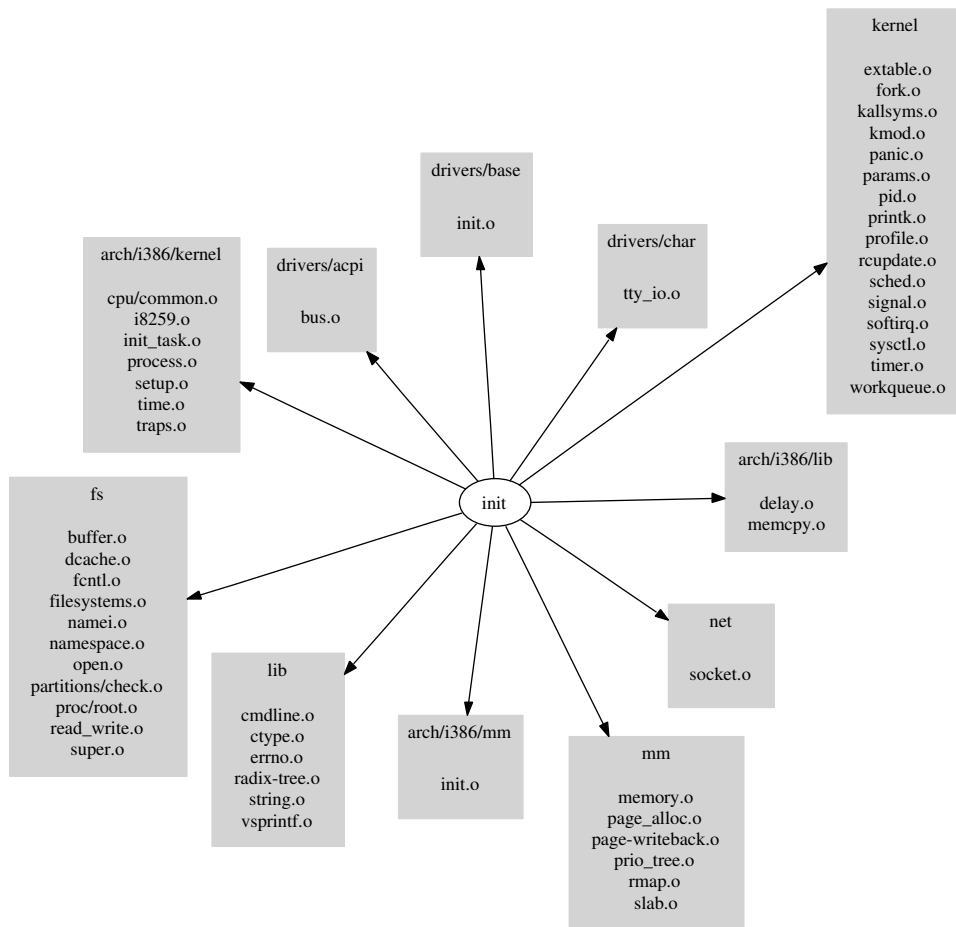 kernel
extable.o
fork.o
kallsyms.o
kmod.o
panic.o
params.o
pid.o
printk.o
profile.o
rcupdate.o
sched.o
signal.o
softirq.o
sysctl.o
timer.o
workqueue.o
drivers/base
init.o
drivers/char
tty_io.o
arch/i386/kernel
cpu/common.o
i8259.o
init_task.o
process.o
setup.o
time.o
traps.o
drivers/acpi
bus.o
arch/i386/lib
delay.o
memcpy.o
init
fs
buffer.o
dcache.o
fcntl.o
filesystems.o
namei.o
namespace.o
open.o
partitions/check.o
proc/root.o
read_write.o
super.o
net
socket.o
lib
cmdline.o
ctype.o
errno.o
radix-tree.o
string.o
vsprintf.o
arch/i386/mm
init.o
mm
memory.o
page_alloc.o
page-writeback.o
prio_tree.o
rmap.o
slab.o